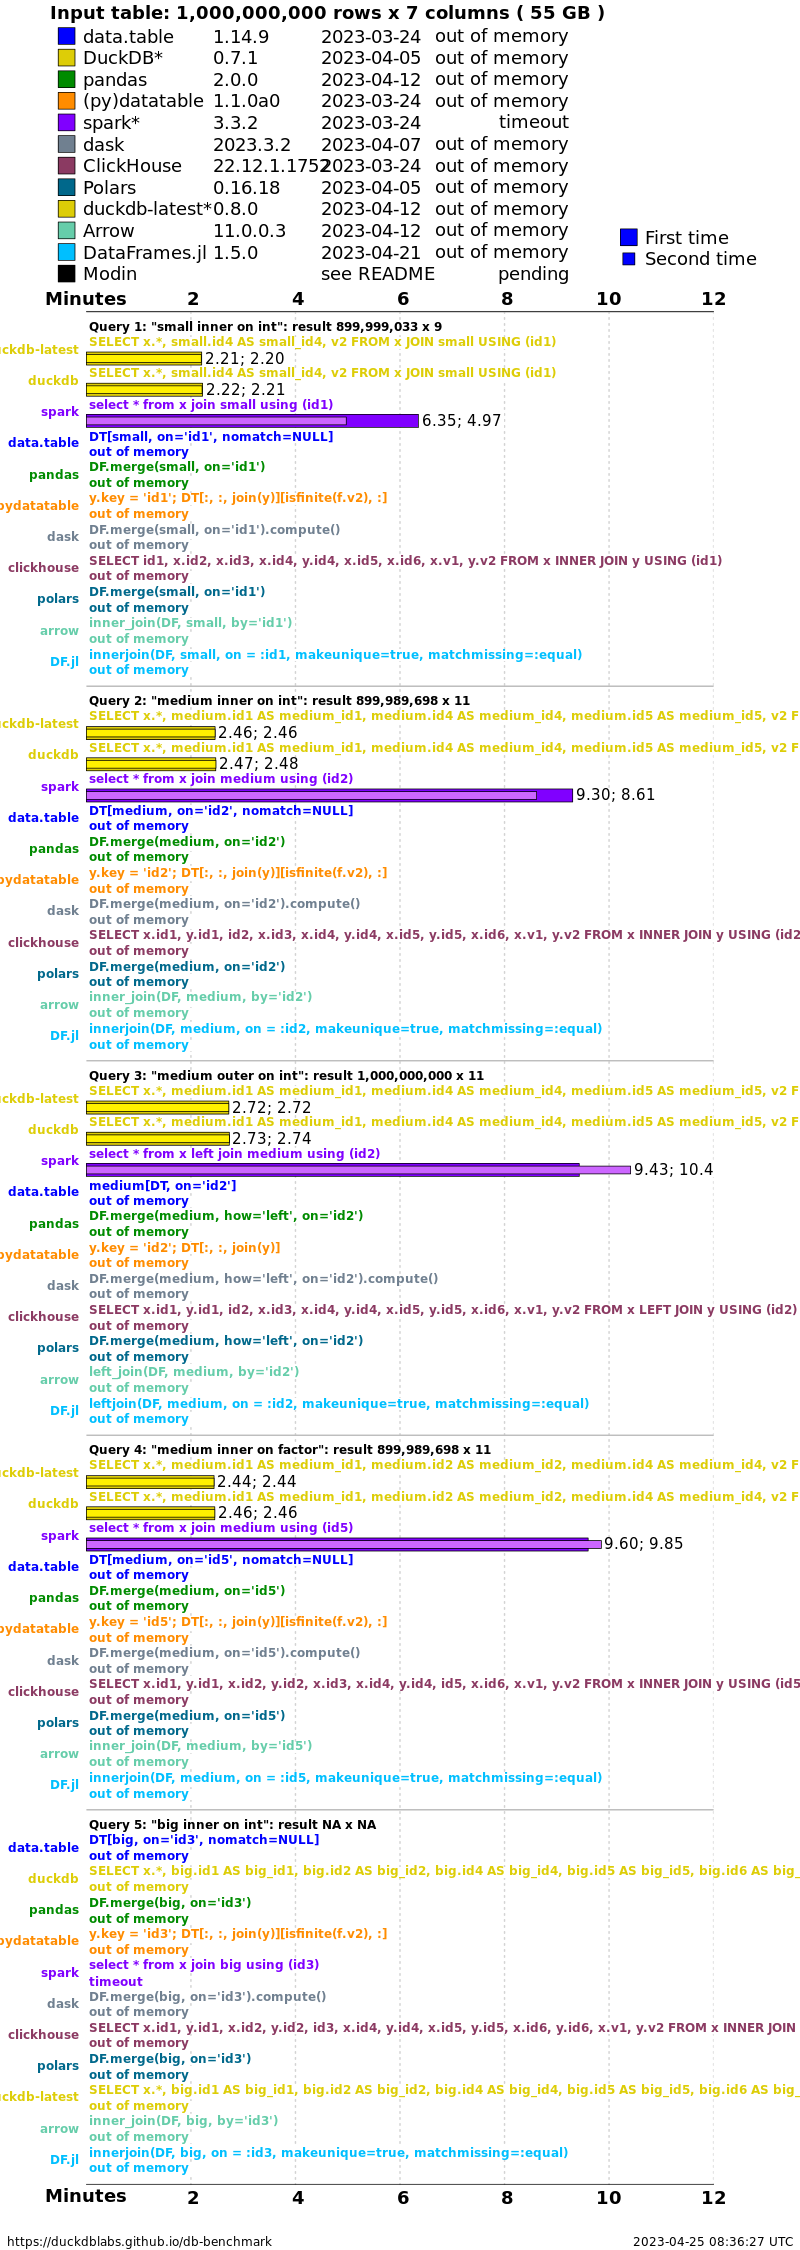 Input table: 1,000,000,000 rows x 7 columns ( 55 GB )
data.table 1.14.9 2023-03-24 out of memory
DuckDB* 0.7.1 2023-04-05 out of memory
pandas 2.0.0 2023-04-12 out of memory
(py)datatable 1.1.0a0 2023-03-24 out of memory
spark* 3.3.2 2023-03-24 timeout
dask 2023.3.2 2023-04-07 out of memory
ClickHouse 22.12.1.1752 2023-03-24 out of memory
Polars 0.16.18 2023-04-05 out of memory
duckdb-latest* 0.8.0 2023-04-12 out of memory
Arrow 11.0.0.3 2023-04-12 out of memory
DataFrames.jl 1.5.0 2023-04-21 out of memory
Modin see README pending
First time
Second time
Minutes 2 4 6 8 10 12
Query 1: "small inner on int": result 899,999,033 x 9
SELECT x.*, small.id4 AS small_id4, v2 FROM x JOIN small USING (id1)
uckdb-latest 2.21; 2.20
SELECT x.*, small.id4 AS small_id4, v2 FROM x JOIN small USING (id1)
duckdb 2.22; 2.21
select * from x join small using (id1)
spark 6.35; 4.97
DT[small, on='id1', nomatch=NULL]
data.table out of memory
DF.merge(small, on='id1')
pandas out of memory
y.key = 'id1'; DT[:, :, join(y)][isfinite(f.v2), :]
pydatatable out of memory
DF.merge(small, on='id1').compute()
dask out of memory
SELECT id1, x.id2, x.id3, x.id4, y.id4, x.id5, x.id6, x.v1, y.v2 FROM x INNER JOIN y USING (id1)
clickhouse out of memory
DF.merge(small, on='id1')
polars out of memory
inner_join(DF, small, by='id1')
arrow out of memory
innerjoin(DF, small, on = :id1, makeunique=true, matchmissing=:equal)
DF.jl out of memory
Query 2: "medium inner on int": result 899,989,698 x 11
SELECT x.*, medium.id1 AS medium_id1, medium.id4 AS medium_id4, medium.id5 AS medium_id5, v2 F
uckdb-latest 2.46; 2.46
SELECT x.*, medium.id1 AS medium_id1, medium.id4 AS medium_id4, medium.id5 AS medium_id5, v2 F
duckdb 2.47; 2.48
select * from x join medium using (id2)
spark 9.30; 8.61
DT[medium, on='id2', nomatch=NULL]
data.table out of memory
DF.merge(medium, on='id2')
pandas out of memory
y.key = 'id2'; DT[:, :, join(y)][isfinite(f.v2), :]
pydatatable out of memory
DF.merge(medium, on='id2').compute()
dask out of memory
SELECT x.id1, y.id1, id2, x.id3, x.id4, y.id4, x.id5, y.id5, x.id6, x.v1, y.v2 FROM x INNER JOIN y USING (id2
clickhouse out of memory
DF.merge(medium, on='id2')
polars out of memory
inner_join(DF, medium, by='id2')
arrow out of memory
innerjoin(DF, medium, on = :id2, makeunique=true, matchmissing=:equal)
DF.jl out of memory
Query 3: "medium outer on int": result 1,000,000,000 x 11
SELECT x.*, medium.id1 AS medium_id1, medium.id4 AS medium_id4, medium.id5 AS medium_id5, v2 F
uckdb-latest 2.72; 2.72
SELECT x.*, medium.id1 AS medium_id1, medium.id4 AS medium_id4, medium.id5 AS medium_id5, v2 F
duckdb 2.73; 2.74
select * from x left join medium using (id2)
spark 9.43; 10.4
medium[DT, on='id2']
data.table out of memory
DF.merge(medium, how='left', on='id2')
pandas out of memory
y.key = 'id2'; DT[:, :, join(y)]
pydatatable out of memory
DF.merge(medium, how='left', on='id2').compute()
dask out of memory
SELECT x.id1, y.id1, id2, x.id3, x.id4, y.id4, x.id5, y.id5, x.id6, x.v1, y.v2 FROM x LEFT JOIN y USING (id2)
clickhouse out of memory
DF.merge(medium, how='left', on='id2')
polars out of memory
left_join(DF, medium, by='id2')
arrow out of memory
leftjoin(DF, medium, on = :id2, makeunique=true, matchmissing=:equal)
DF.jl out of memory
Query 4: "medium inner on factor": result 899,989,698 x 11
SELECT x.*, medium.id1 AS medium_id1, medium.id2 AS medium_id2, medium.id4 AS medium_id4, v2 F
uckdb-latest 2.44; 2.44
SELECT x.*, medium.id1 AS medium_id1, medium.id2 AS medium_id2, medium.id4 AS medium_id4, v2 F
duckdb 2.46; 2.46
select * from x join medium using (id5)
spark 9.60; 9.85
DT[medium, on='id5', nomatch=NULL]
data.table out of memory
DF.merge(medium, on='id5')
pandas out of memory
y.key = 'id5'; DT[:, :, join(y)][isfinite(f.v2), :]
pydatatable out of memory
DF.merge(medium, on='id5').compute()
dask out of memory
SELECT x.id1, y.id1, x.id2, y.id2, x.id3, x.id4, y.id4, id5, x.id6, x.v1, y.v2 FROM x INNER JOIN y USING (id5
clickhouse out of memory
DF.merge(medium, on='id5')
polars out of memory
inner_join(DF, medium, by='id5')
arrow out of memory
innerjoin(DF, medium, on = :id5, makeunique=true, matchmissing=:equal)
DF.jl out of memory
Query 5: "big inner on int": result NA x NA
DT[big, on='id3', nomatch=NULL]
data.table out of memory
SELECT x.*, big.id1 AS big_id1, big.id2 AS big_id2, big.id4 AS big_id4, big.id5 AS big_id5, big.id6 AS big_
duckdb out of memory
DF.merge(big, on='id3')
pandas out of memory
y.key = 'id3'; DT[:, :, join(y)][isfinite(f.v2), :]
pydatatable out of memory
select * from x join big using (id3)
spark timeout
DF.merge(big, on='id3').compute()
dask out of memory
SELECT x.id1, y.id1, x.id2, y.id2, id3, x.id4, y.id4, x.id5, y.id5, x.id6, y.id6, x.v1, y.v2 FROM x INNER JOIN
clickhouse out of memory
DF.merge(big, on='id3')
polars out of memory
SELECT x.*, big.id1 AS big_id1, big.id2 AS big_id2, big.id4 AS big_id4, big.id5 AS big_id5, big.id6 AS big_
uckdb-latest out of memory
inner_join(DF, big, by='id3')
arrow out of memory
innerjoin(DF, big, on = :id3, makeunique=true, matchmissing=:equal)
DF.jl out of memory
Minutes 2 4 6 8 10 12
https://duckdblabs.github.io/db-benchmark 2023-04-25 08:36:27 UTC